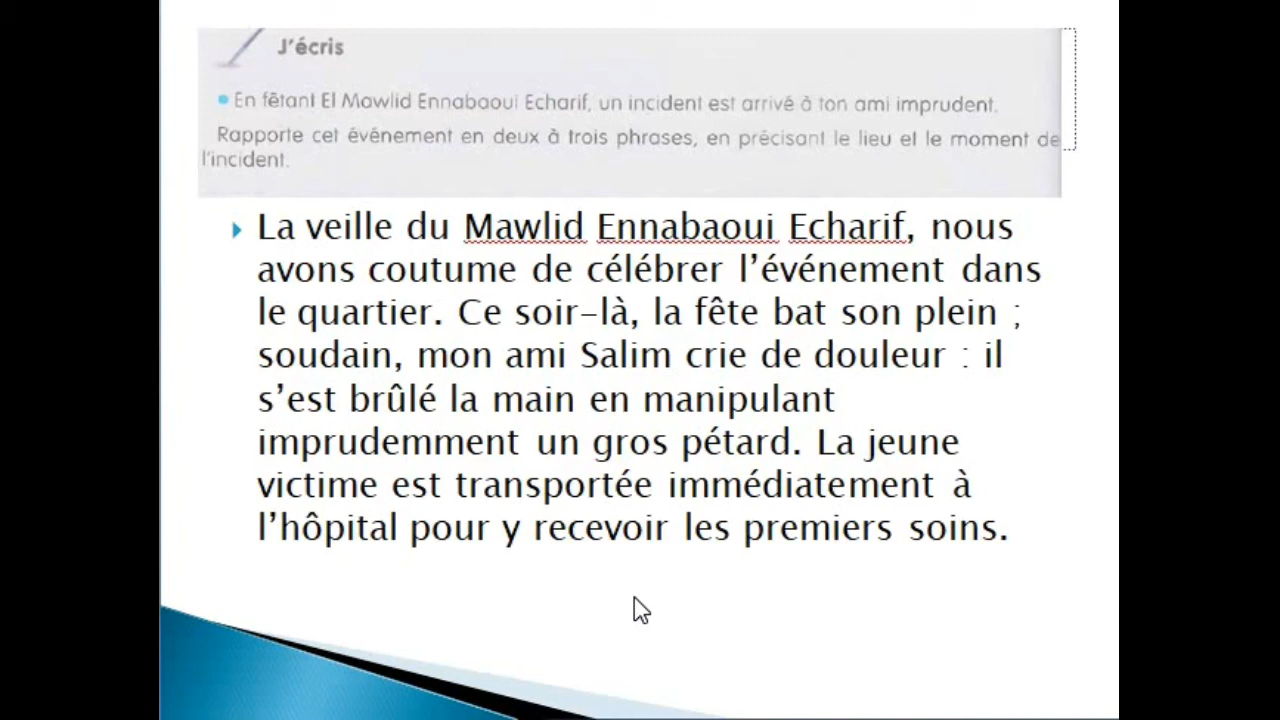 J'écris
En fêtant El Mawlid Ennabaoui Echarif, un incident est arrivé à ton ami imprudent.
Rapporte cet événement en deux à trois phrases, en précisant le lieu et le moment de
l'incident.
La veille du Mawlid Ennabaoui Echarif, nous
avons coutume de célébrer l'événement dans
le quartier. Ce soir-là, la fête bat son plein ;
soudain, mon ami Salim crie de douleur : il
s'est brûlé la main en manipulant
imprudemment un gros pétard. La jeune
victime est transportée immédiatement à
l'hôpital pour y recevoir les premiers soins.